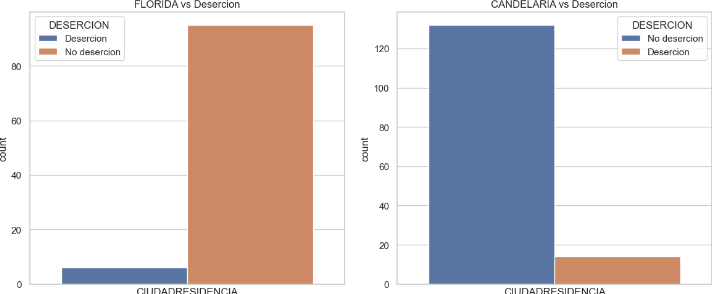 FLORIDA vs Desercion
DESERCION
Desercion
No desercion
80
60
40
20
0
count
CIUDADRESIDENCIA
CANDELARIA vs Desercion
DESERCION
No desercion
Desercion
120
100
80
60
40
20
0
count
CIUDADRESIDENCIA